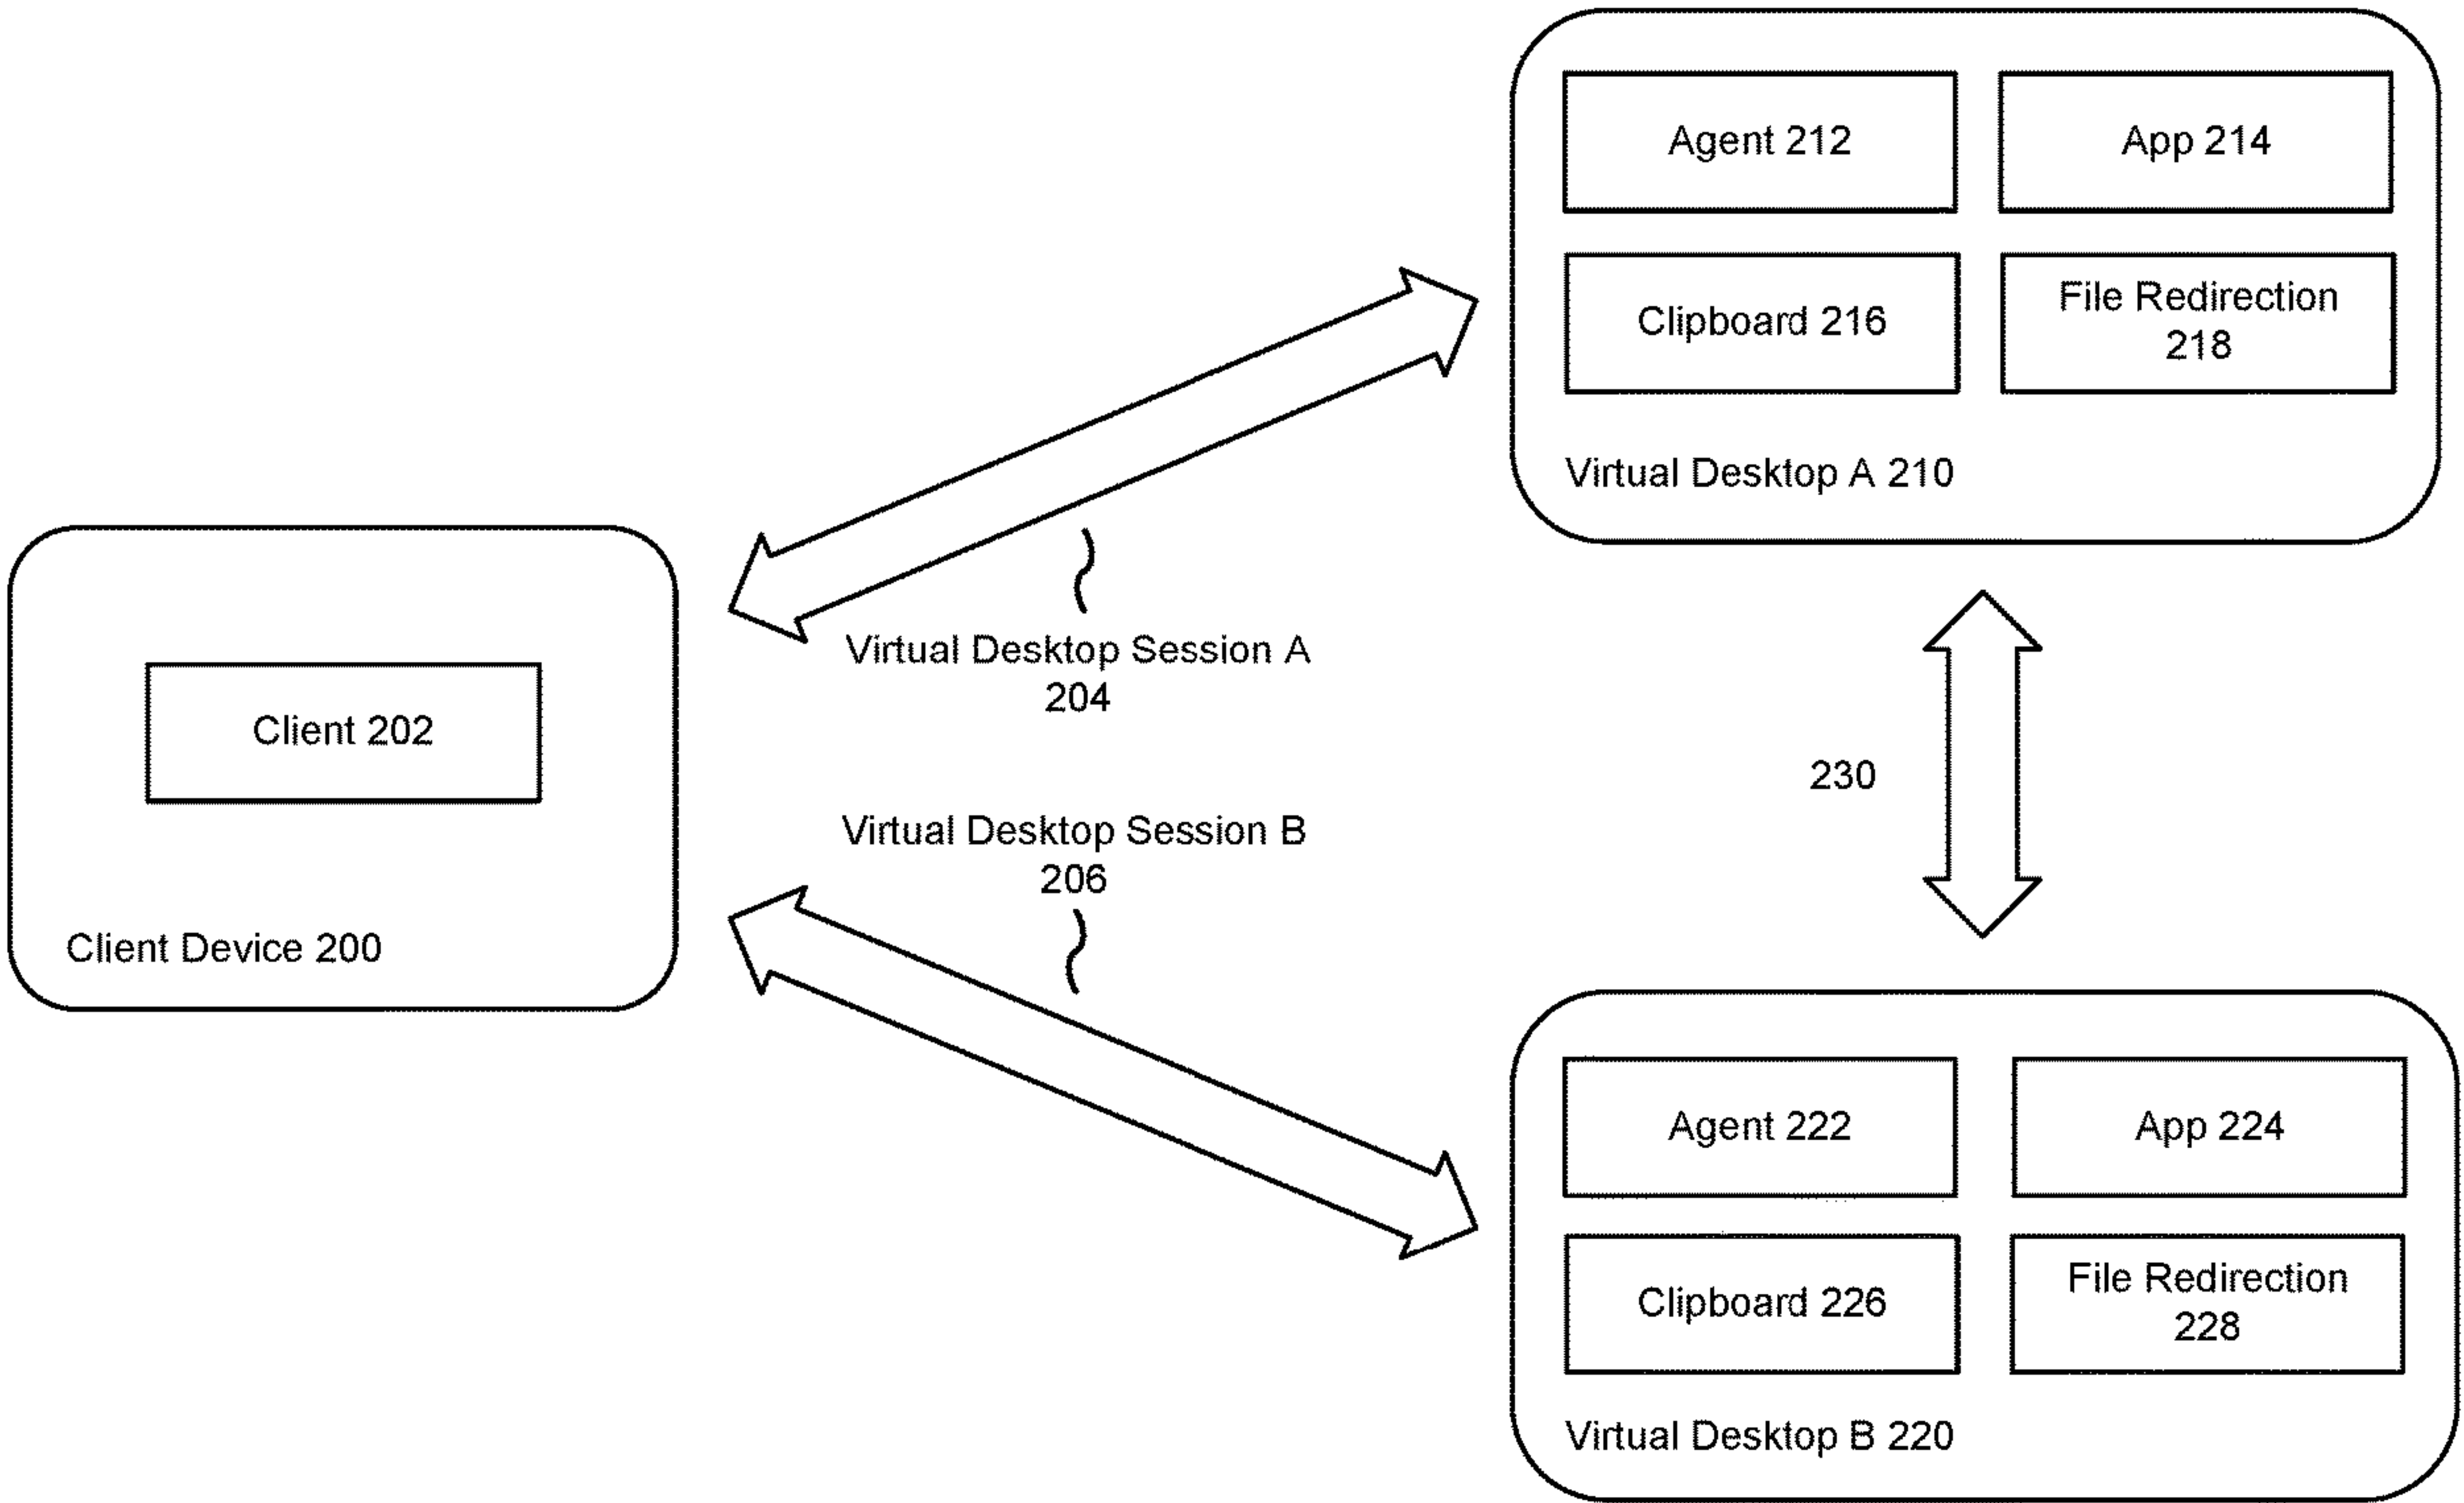 Agent 212
App 214
Clipboard 216
File Redirection
218
Virtual Desktop A 210
Virtual Desktop Session A
204
Client 202
Client Device 200
Virtual Desktop Session B
206
230
Agent 222
App 224
Clipboard 226
File Redirection
228
Virtual Desktop B 220